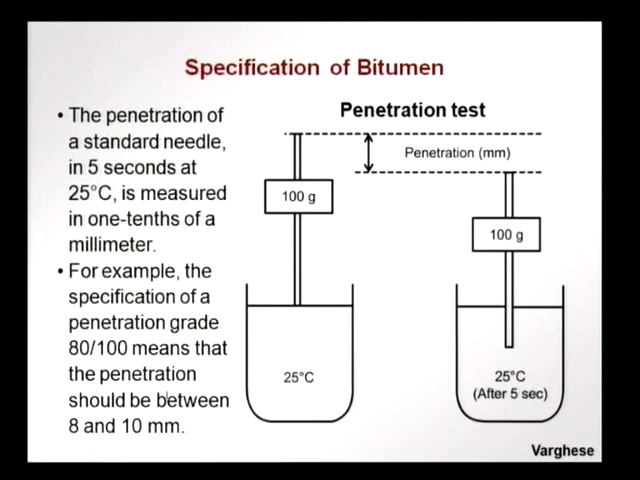 Specification of Bitumen
• The penetration of
a standard needle,
in 5 seconds at
25°C, is measured
in one-tenths of a
millimeter.
• For example, the
specification of a
penetration grade
80/100 means that
the penetration
should be between
8 and 10 mm.
Penetration test
Penetration (mm)
100 g
100 g
25°C
25°C
(After 5 sec)
Varghese